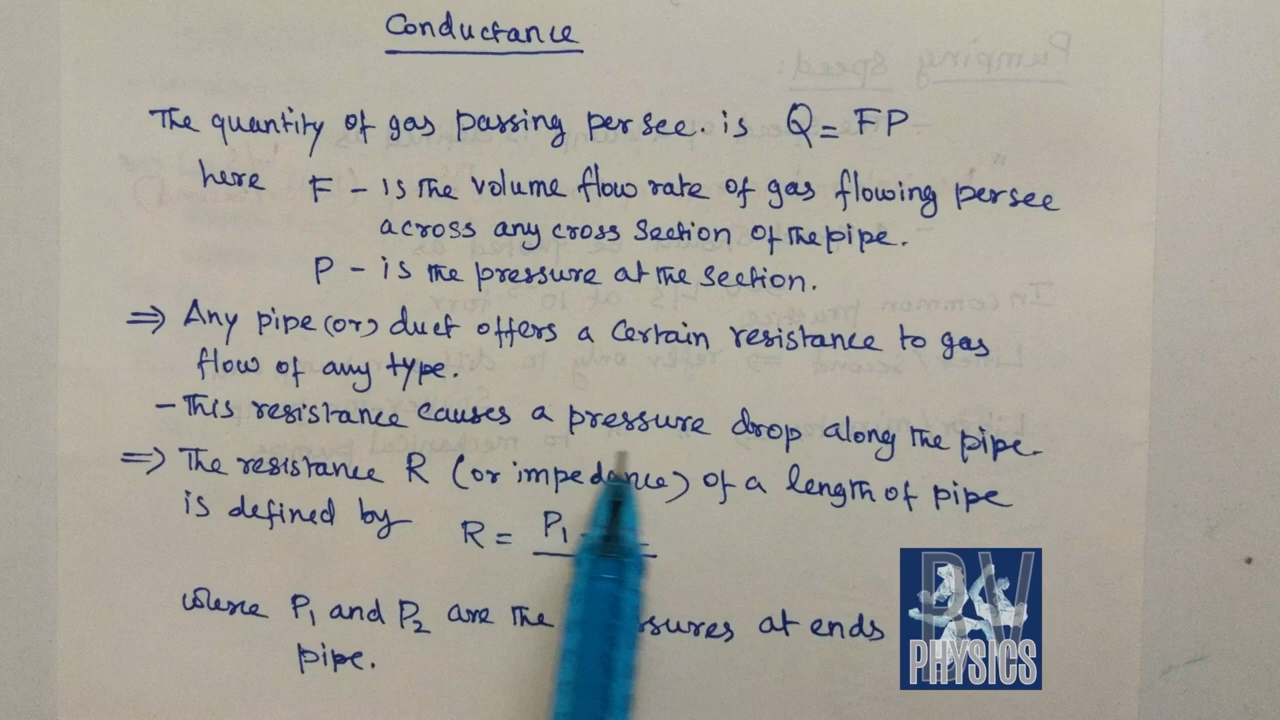 Conductance
The quantity of gas passing per sec. is Q = FP
here F - is the volume flow rate of gas flowing per sec
across any cross section of the pipe.
P - is the pressure at the section.
⇒ Any pipe (or) duct offers a certain resistance to gas
flow of any type.
- This resistance causes a pressure drop along the pipe.
⇒ The resistance R (or impedance) of a length of pipe
is defined by R = P₁
where P₁ and P₂ are the at ends
pipe.
RV
PHYSICS
Pumping speed: